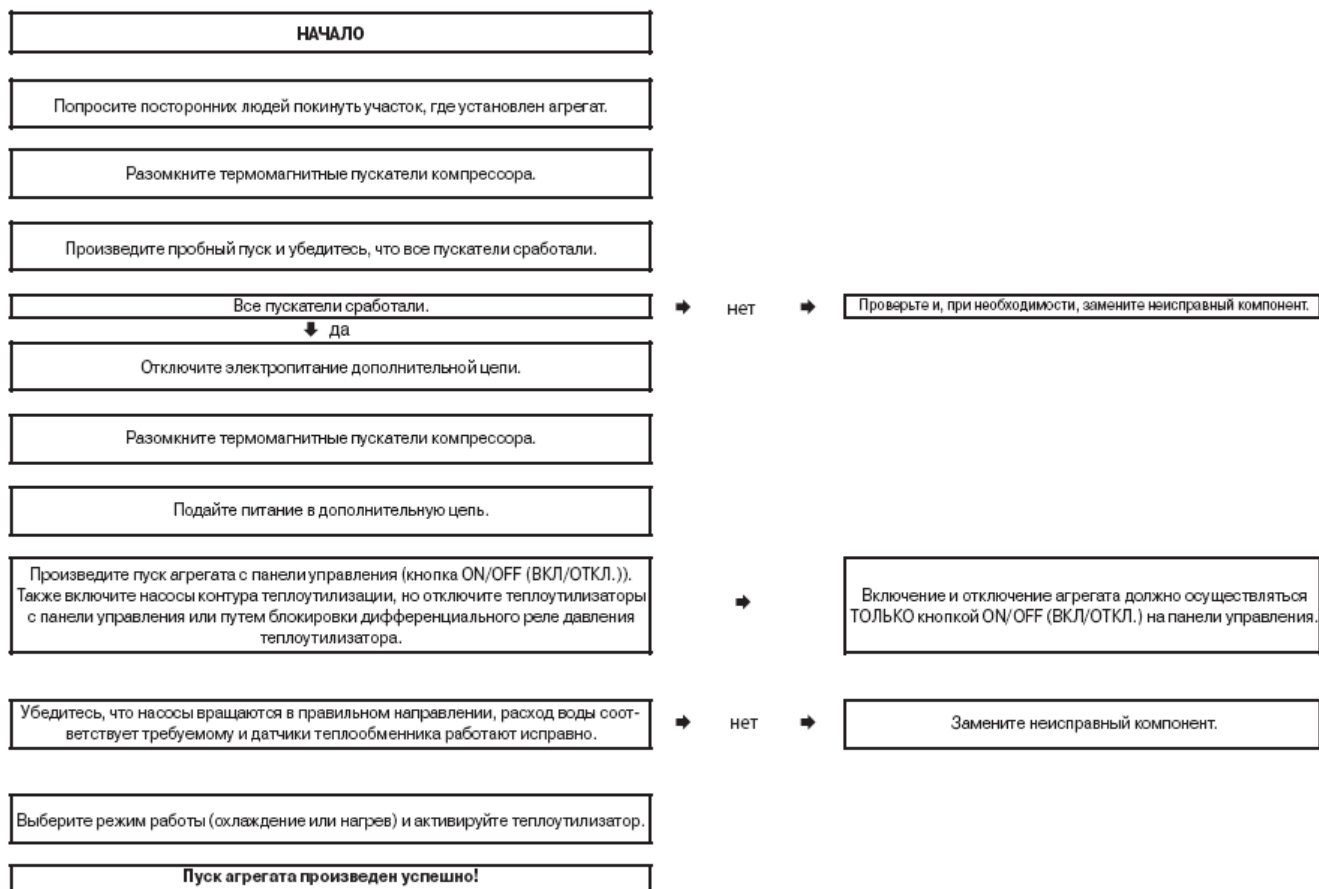 НАЧАЛО
Попросите посторонних людей покинуть участок, где установлен агрегат.
Разомкните термомагнитные пускатели компрессора.
Произведите пробный пуск и убедитесь, что все пускатели сработали.
Все пускатели сработали.
нет
Проверьте и, при необходимости, замените неисправный компонент.
да
Отключите электропитание дополнительной цепи.
Разомкните термомагнитные пускатели компрессора.
Подайте питание в дополнительную цепь.
Произведите пуск агрегата с панели управления (кнопка ON/OFF (ВКЛ/ОТКЛ.)).
Также включите насосы контура теплоутилизации, но отключите теплоутилизаторы
с панели управления или путем блокировки дифференциального реле давления
теплоутилизатора.
Включение и отключение агрегата должно осуществляться
ТОЛЬКО кнопкой ON/OFF (ВКЛ/ОТКЛ.) на панели управления.
Убедитесь, что насосы вращаются в правильном направлении, расход воды соот-
ветствует требуемому и датчики теплообменника работают исправно.
нет
Замените неисправный компонент.
Выберите режим работы (охлаждение или нагрев) и активируйте теплоутилизатор.
Пуск агрегата произведен успешно!